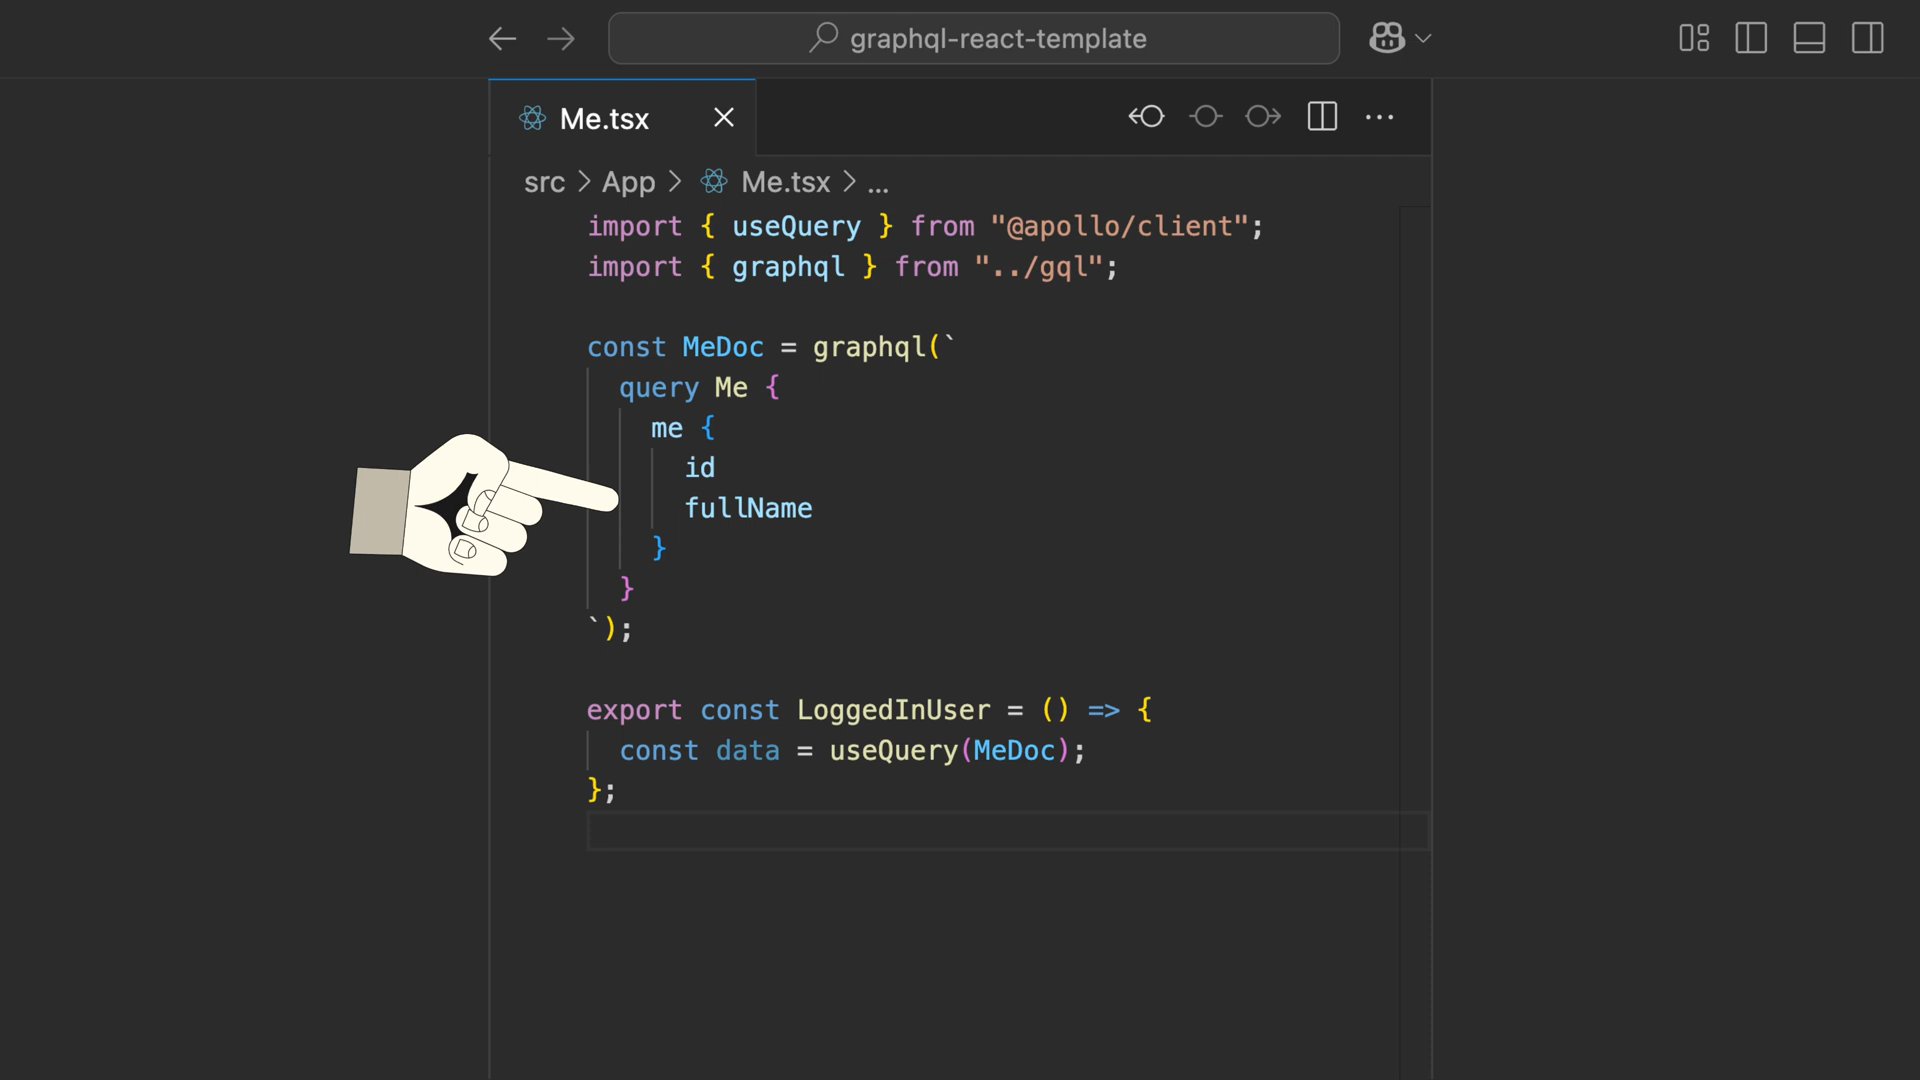 graphql-react-template
Me.tsx
src > App > Me.tsx > ...
import { useQuery } from "@apollo/client";
import { graphql } from "../gql";
const MeDoc = graphql(`
query Me {
me {
id
fullName
}
}
`);
export const LoggedInUser = () => {
const data = useQuery(MeDoc);
};